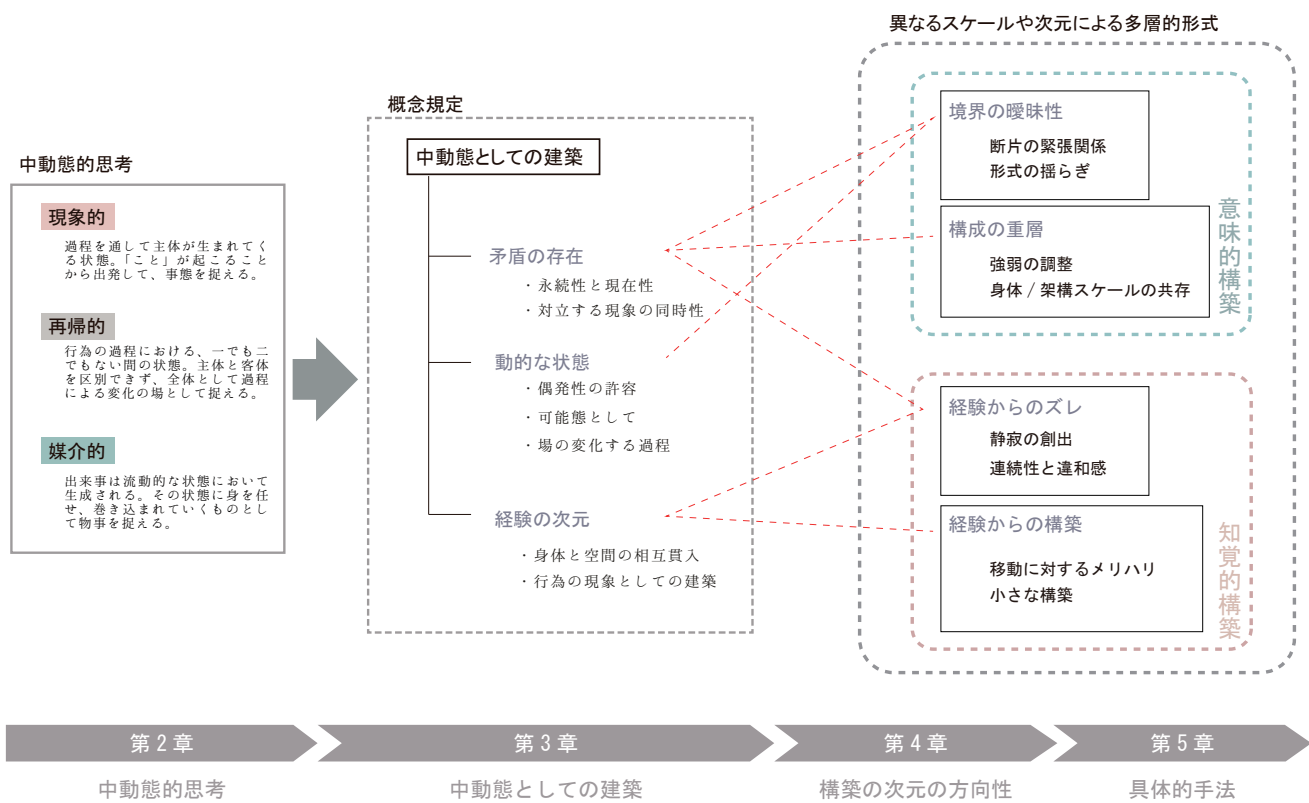 中動態的思考
現象的
過程を通して主体が生まれてく
る状態。「こと」が起こること
から出発して、事態を捉える。
再帰的
行為の過程における、一でも二
でもない間の状態。主体と客体
を区別できず、全体として過程
による変化の場として捉える。
媒介的
出来事は流動的な状態において
生成される。その状態に身を任
せ、巻き込まれていくものとし
て物事を捉える。
概念規定
中動態としての建築
矛盾の存在
・永続性と現在性
・対立する現象の同時性
動的な状態
・偶発性の許容
・可能態として
・場の変化する過程
経験の次元
・身体と空間の相互貫入
・行為の現象としての建築
異なるスケールや次元による多層的形式
境界の曖昧性
断片の緊張関係
形式の揺らぎ
構成の重層
強弱の調整
身体 / 架構スケールの共存
意味的構築
経験からのズレ
静寂の創出
連続性と違和感
経験からの構築
移動に対するメリハリ
小さな構築
知覚的構築
第 2 章
第 3 章
第 4 章
第 5 章
中動態的思考
中動態としての建築
構築の次元の方向性
具体的手法